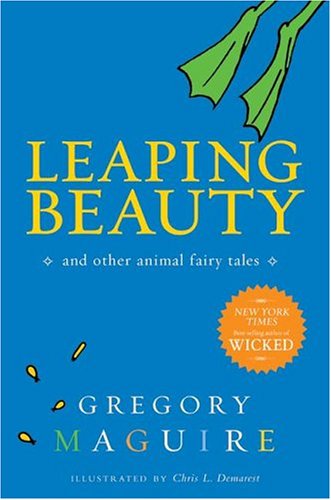 LEAPING
BEAUTY
and other animal fairy tales
NEW YORK
TIMES
Best-selling author of
WICKED
GREGORY
MAGUIRE
ILLUSTRATED BY Chris L. Demarest